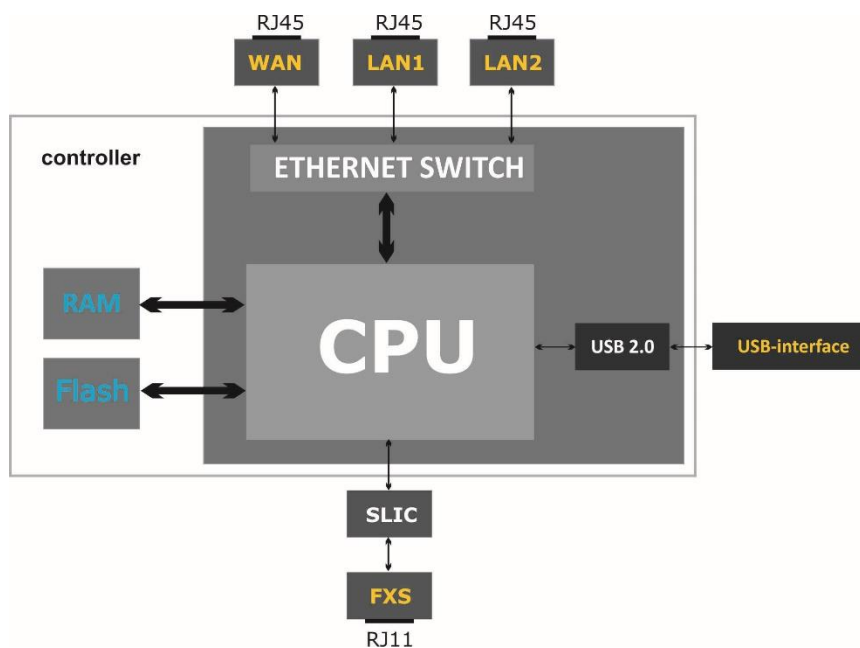 RJ45 RJ45 RJ45
WAN LAN1 LAN2
controller
ETHERNET SWITCH
RAM
CPU
USB 2.0 USB-interface
Flash
SLIC
FXS
RJ11